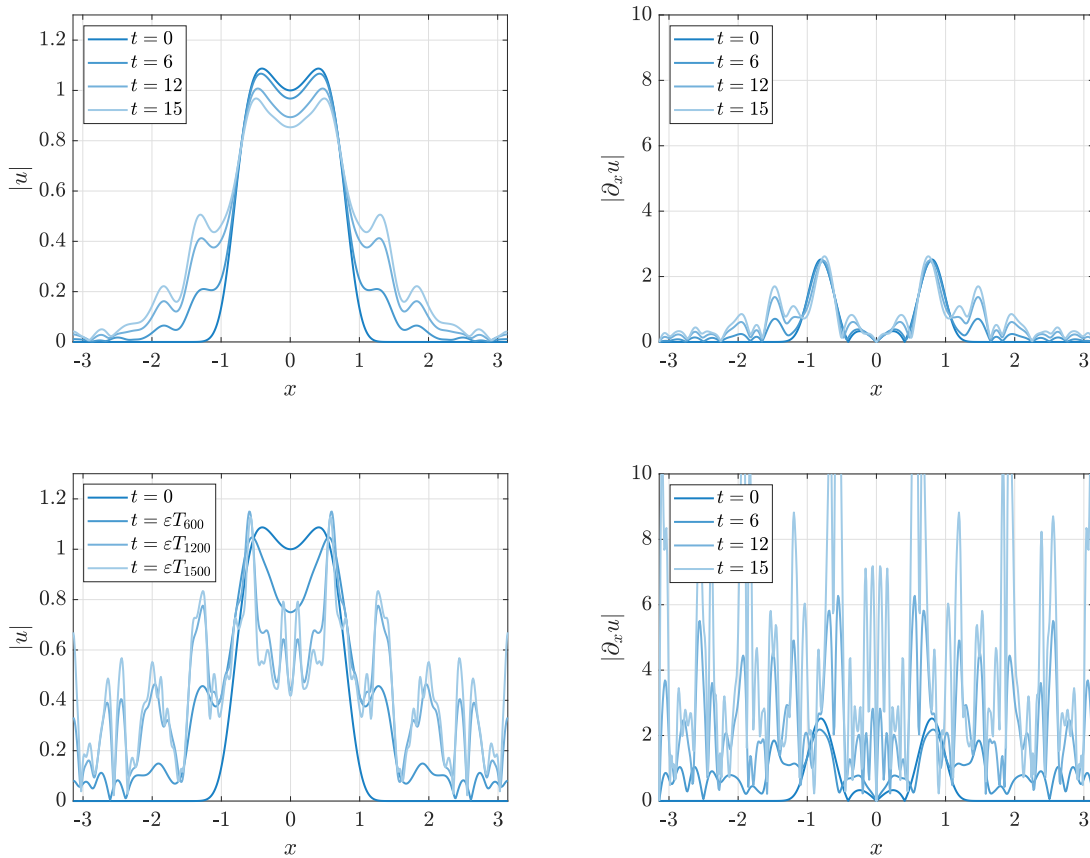 1.2
1
0.8
0.6
0.4
0.2
0
|u|
t = 0
t = 6
t = 12
t = 15
-3 -2 -1 0 1 2 3
x
10
8
6
4
2
0
|∂ₓu|
t = 0
t = 6
t = 12
t = 15
-3 -2 -1 0 1 2 3
x
1.2
1
0.8
0.6
0.4
0.2
0
|u|
t = 0
t = εT₆₀₀
t = εT₁₂₀₀
t = εT₁₅₀₀
-3 -2 -1 0 1 2 3
x
10
8
6
4
2
0
|∂ₓu|
t = 0
t = 6
t = 12
t = 15
-3 -2 -1 0 1 2 3
x